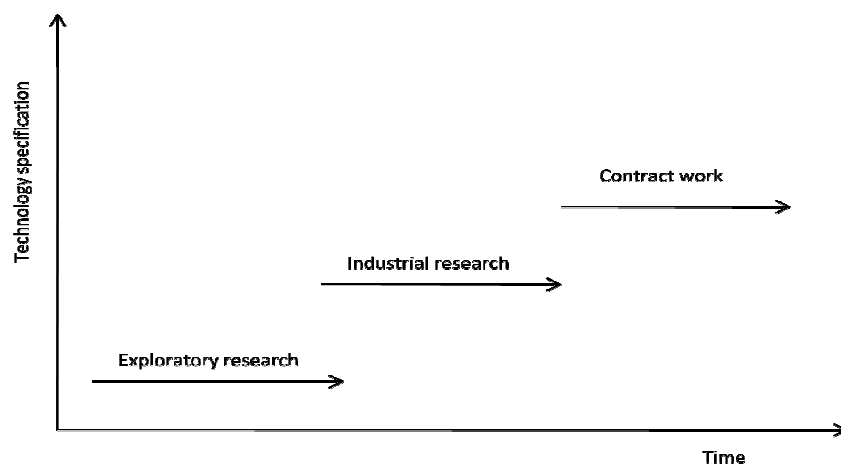 Technology specification
Contract work
Industrial research
Exploratory research
Time